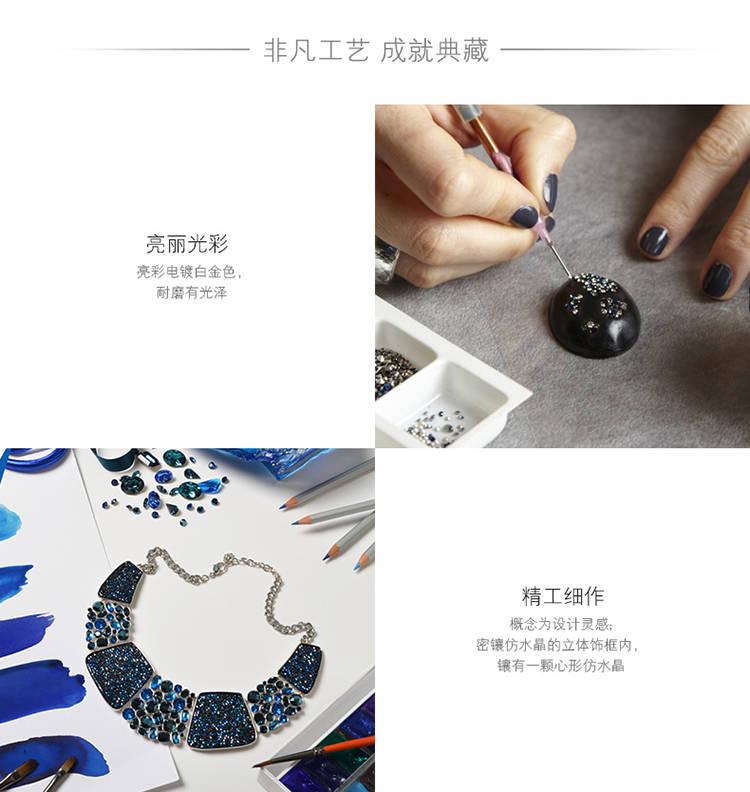 非凡工艺 成就典藏
亮丽光彩
亮彩电镀白金色，
耐磨有光泽
精工细作
概念为设计灵感；
密镶仿水晶的立体饰框内，
镶有一颗心形仿水晶